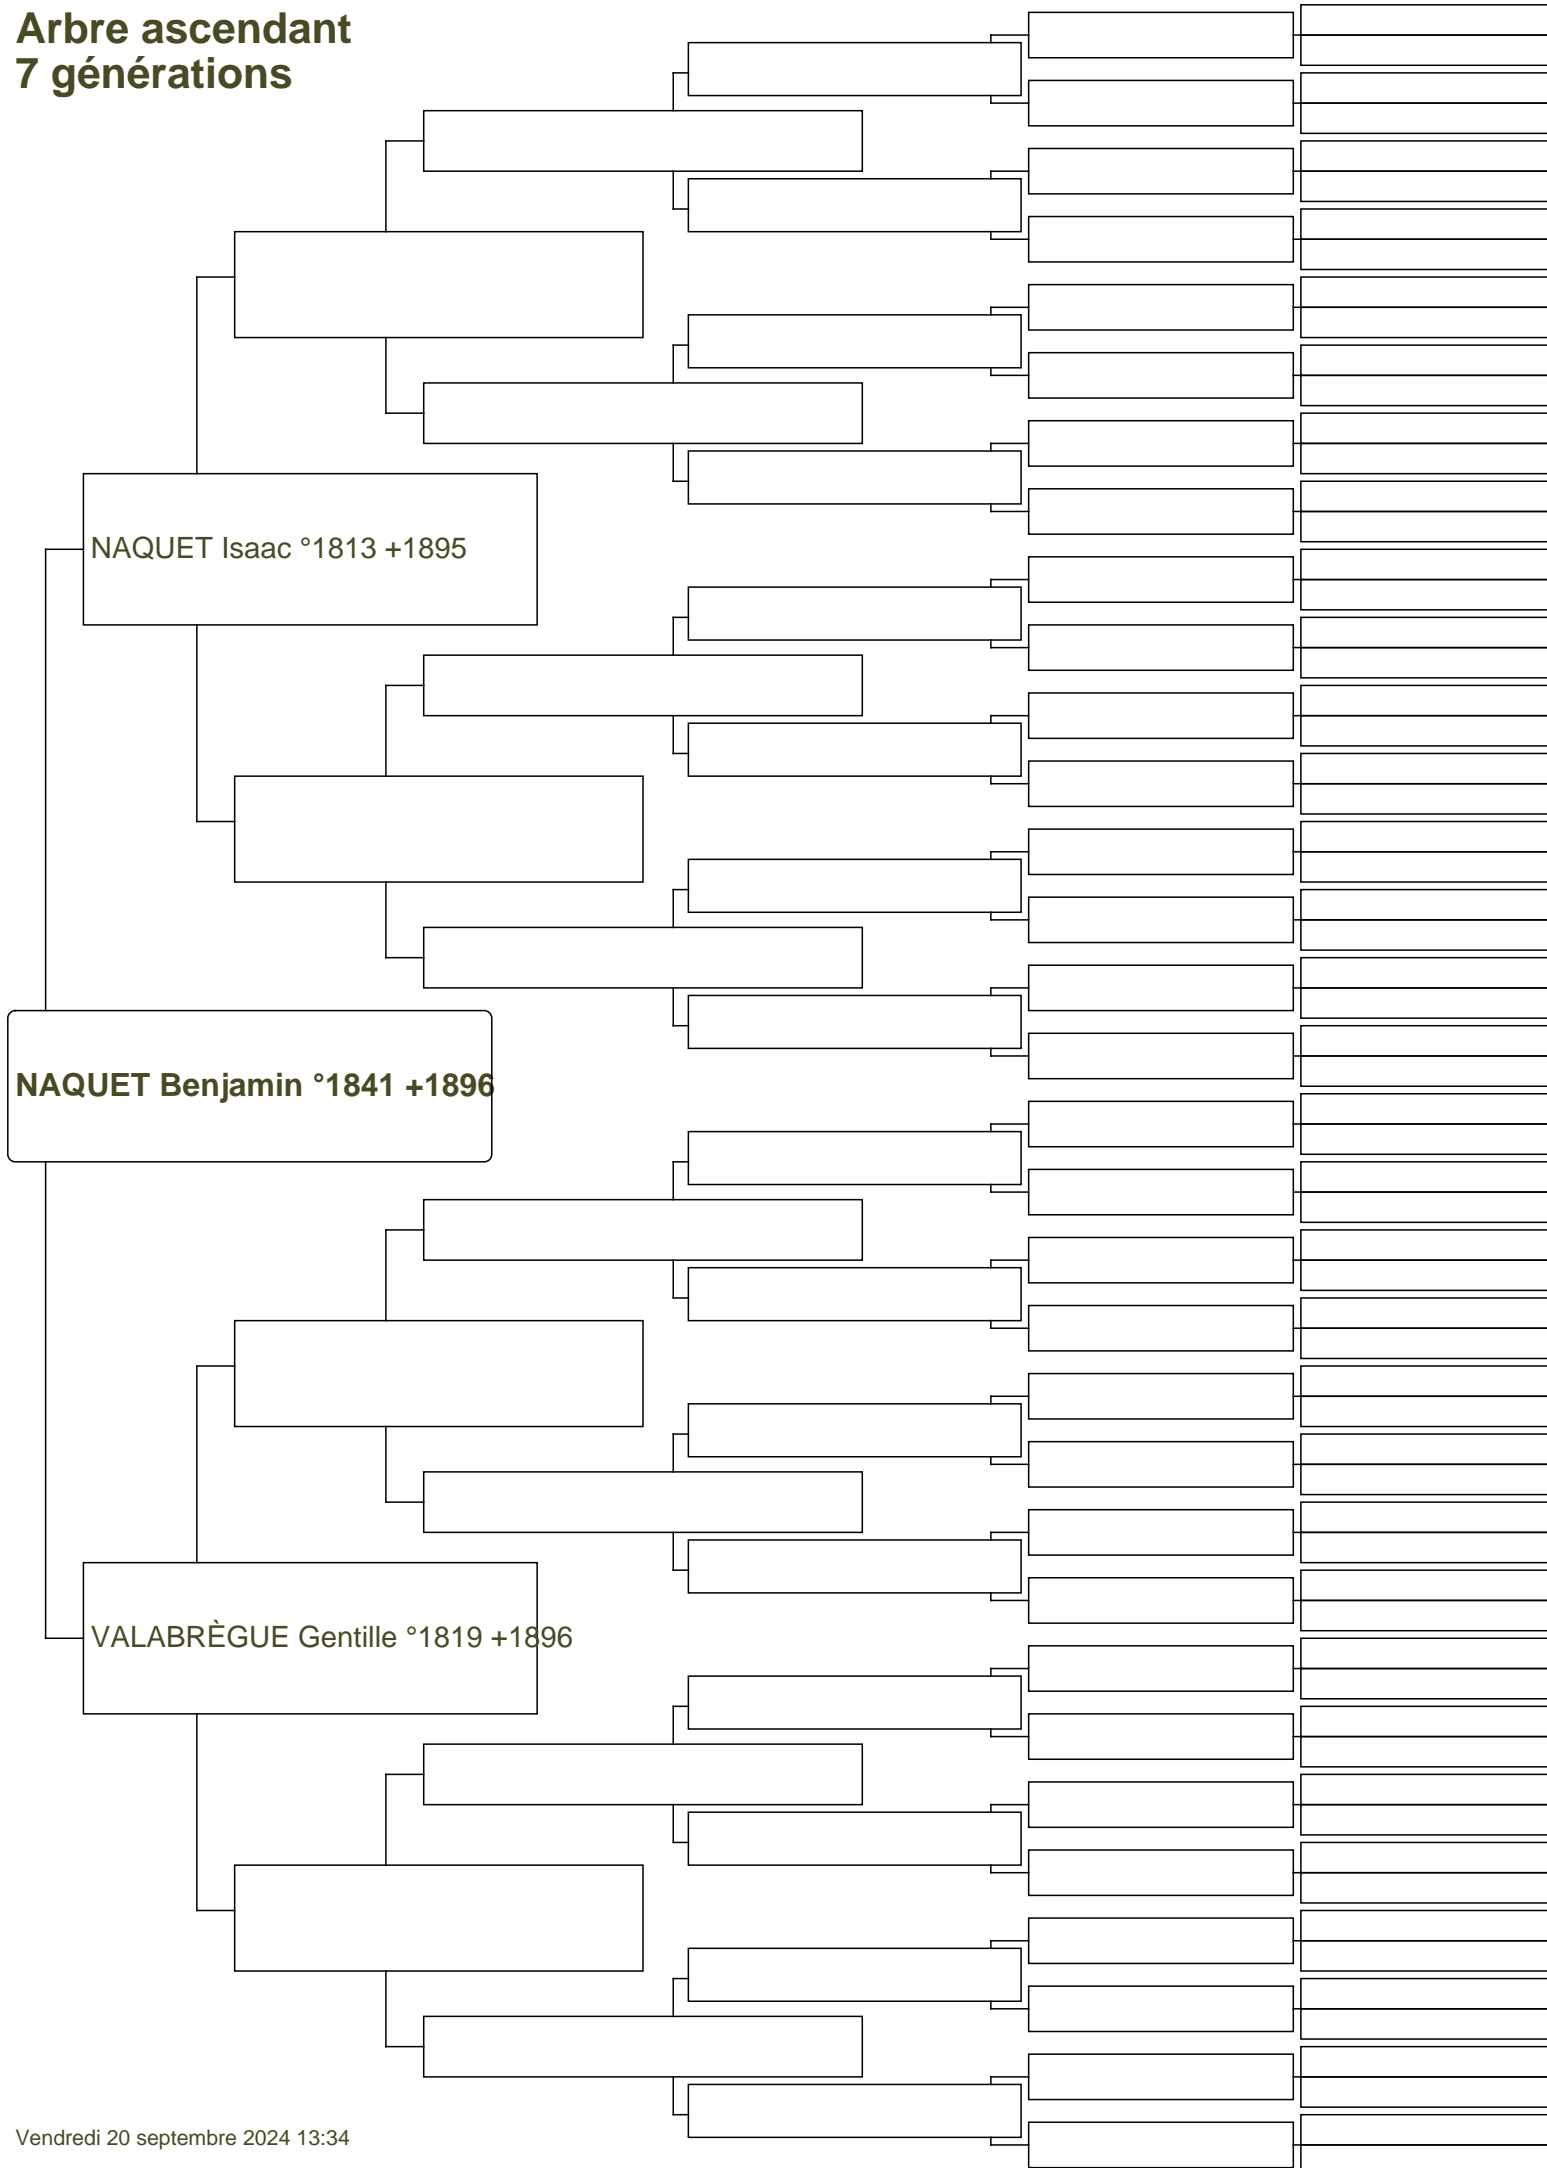 Arbre ascendant
7 générations
NAQUET Isaac °1813 +1895
NAQUET Benjamin °1841 +1896
VALABRÈGUE Gentille °1819 +1896
Vendredi 20 septembre 2024 13:34